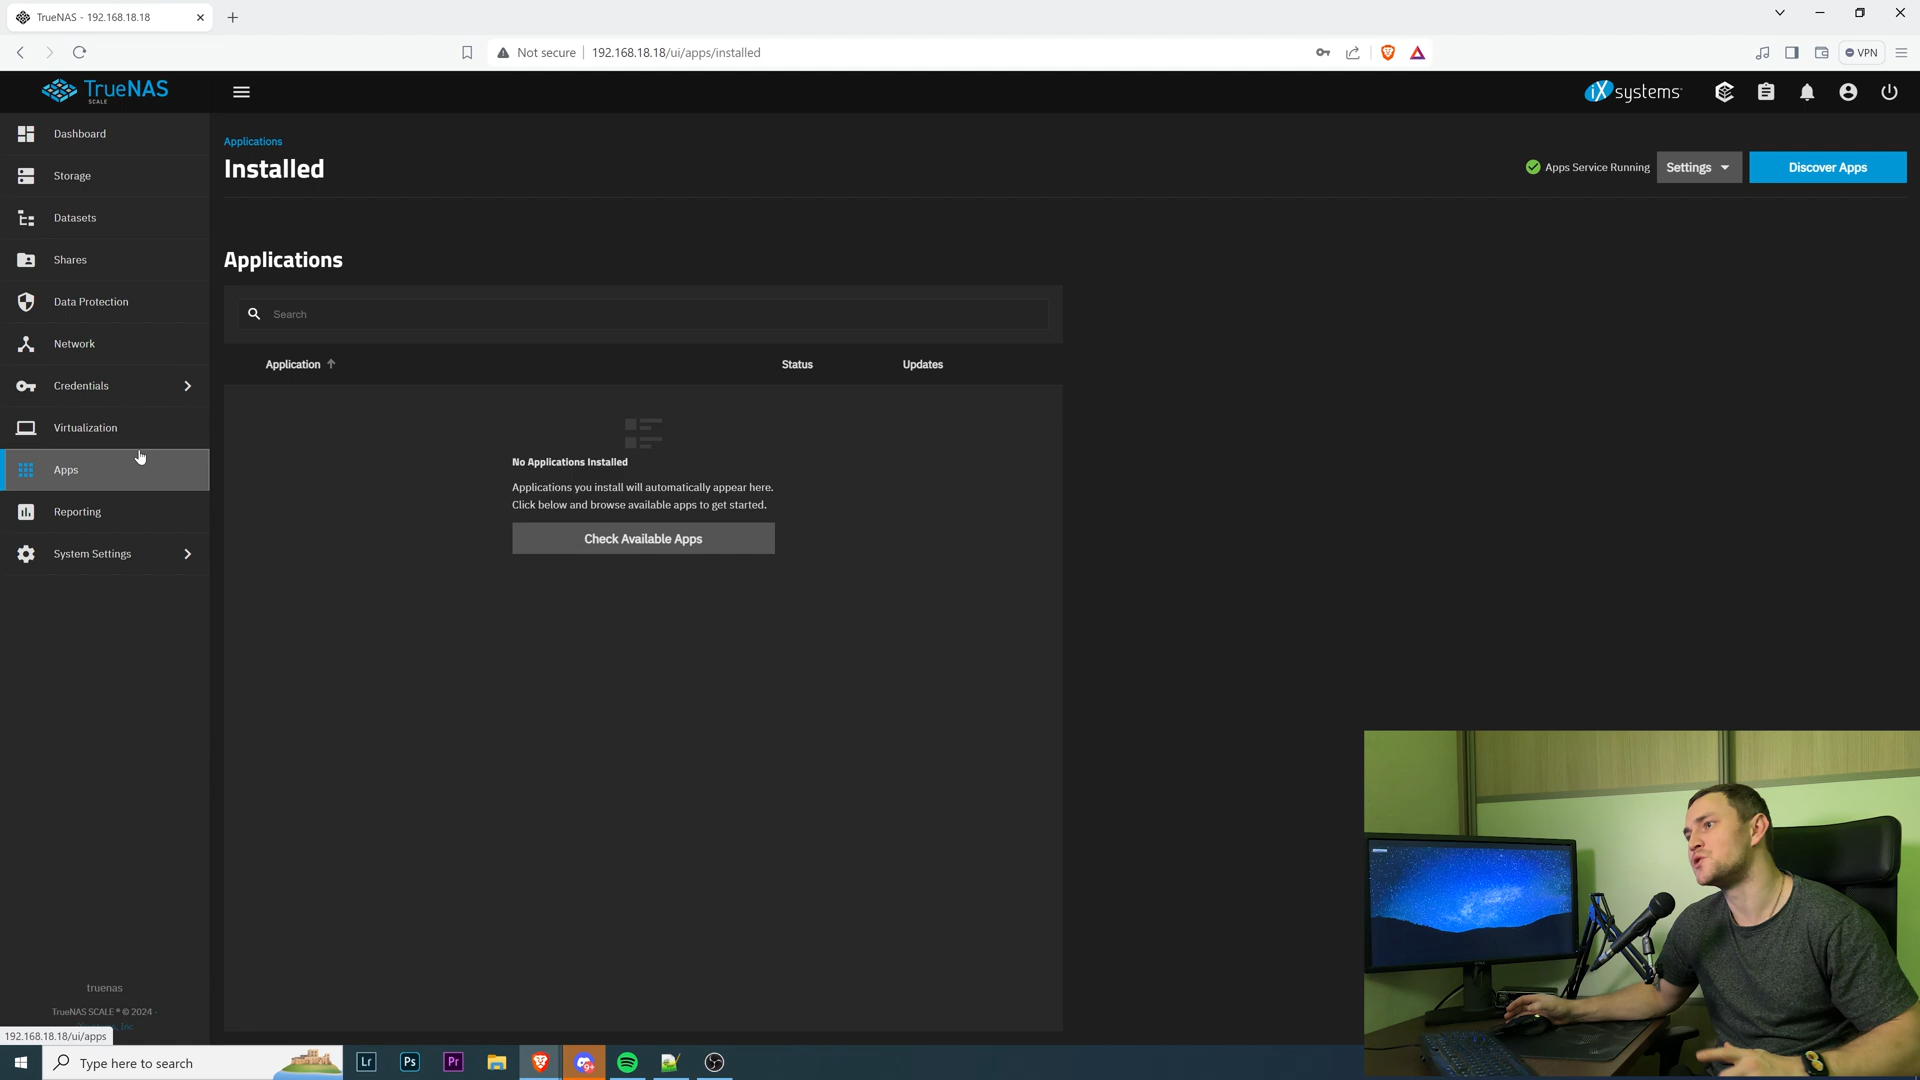 TrueNAS - 192.168.18.18
Not secure
192.168.18.18/ui/apps/installed
VPN
TrueNAS
SCALE
iXsystems
Dashboard
Storage
Datasets
Shares
Data Protection
Network
Credentials
Virtualization
Apps
Reporting
System Settings
Applications
Installed
Apps Service Running
Settings
Discover Apps
Applications
Search
Application
Status
Updates
No Applications Installed
Applications you install will automatically appear here.
Click below and browse available apps to get started.
Check Available Apps
truenas
TrueNAS SCALE ® © 2024 -
Inc
192.168.18.18/ui/apps
Type here to search
Lr
Ps
Pr
9+